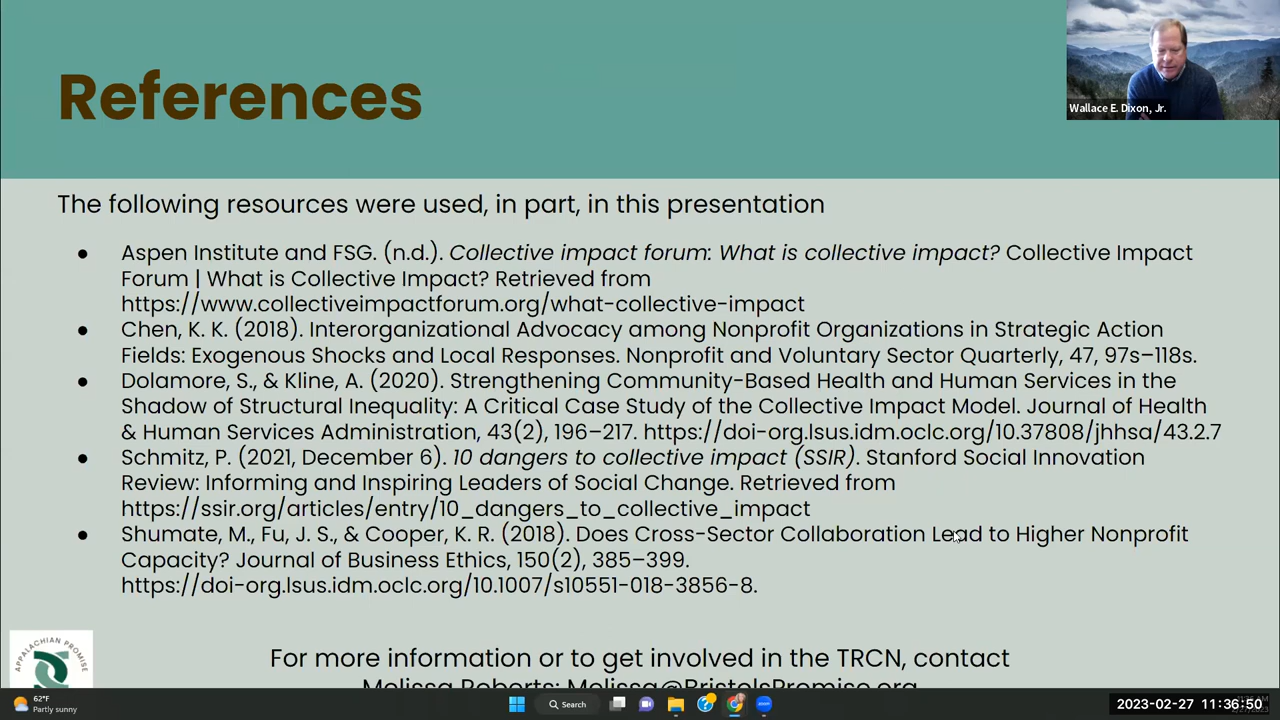 References
Wallace E. Dixon, Jr.
The following resources were used, in part, in this presentation
● Aspen Institute and FSG. (n.d.). Collective impact forum: What is collective impact? Collective Impact
Forum | What is Collective Impact? Retrieved from
https://www.collectiveimpactforum.org/what-collective-impact
● Chen, K. K. (2018). Interorganizational Advocacy among Nonprofit Organizations in Strategic Action
Fields: Exogenous Shocks and Local Responses. Nonprofit and Voluntary Sector Quarterly, 47, 97s–118s.
● Dolamore, S., & Kline, A. (2020). Strengthening Community-Based Health and Human Services in the
Shadow of Structural Inequality: A Critical Case Study of the Collective Impact Model. Journal of Health
& Human Services Administration, 43(2), 196–217. https://doi-org.lsus.idm.oclc.org/10.37808/jhhsa/43.2.7
● Schmitz, P. (2021, December 6). 10 dangers to collective impact (SSIR). Stanford Social Innovation
Review: Informing and Inspiring Leaders of Social Change. Retrieved from
https://ssir.org/articles/entry/10_dangers_to_collective_impact
● Shumate, M., Fu, J. S., & Cooper, K. R. (2018). Does Cross-Sector Collaboration Lead to Higher Nonprofit
Capacity? Journal of Business Ethics, 150(2), 385–399.
https://doi-org.lsus.idm.oclc.org/10.1007/s10551-018-3856-8.
APPALACHIAN PROMISE
For more information or to get involved in the TRCN, contact
Melissa Roberts: Melissa@BristolsPromise.org
62°F
Partly sunny
Search
2023-02-27 11:36:50